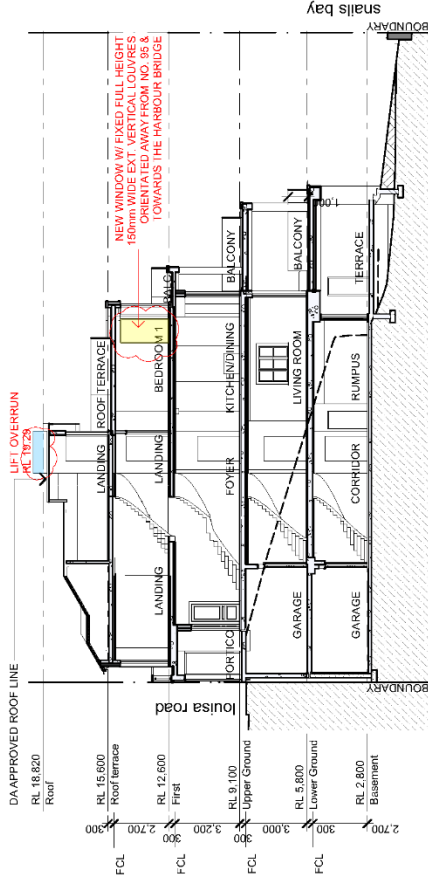 snails bay
BOUNDARY
NEW WINDOW W/ FIXED FULL HEIGHT
150mm WIDE EXT. VERTICAL LOUVRES
ORIENTATED AWAY FROM NO. 95 &
TOWARDS THE HARBOUR BRIDGE
LIFT OVERRUN
RL 19.29
DA APPROVED ROOF LINE
RL 18,820
Roof
LANDING
ROOF TERRACE
RL 15,600
Roof terrace
300
FCL
2,700
LANDING
LANDING
BEDROOM 1
BALC
RL 12,600
First
300
FCL
3,200
PORTICO
FOYER
KITCHEN/DINING
BALCONY
RL 9,100
Upper Ground
300
FCL
3,000
GARAGE
LIVING ROOM
BALCONY
RL 5,800
Lower Ground
300
FCL
2,700
GARAGE
CORRIDOR
RUMPUS
TERRACE
RL 2,800
Basement
louisa road
BOUNDARY